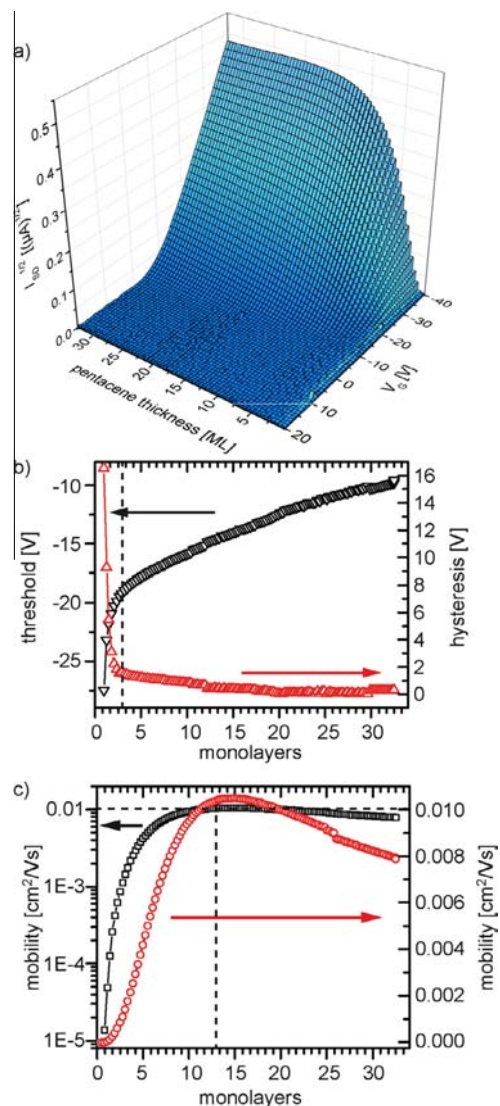 a)
I_SD^1/2 [(µA)^1/2]
0.5
0.4
0.3
0.2
0.1
0.0
30
25
20
15
10
5
pentacene thickness [ML]
-40
-30
-20
-10
0
10
20
V_G [V]
b)
threshold [V]
-10
-15
-20
-25
16
14
12
10
8
6
4
2
0
hysteresis [V]
0 5 10 15 20 25 30
monolayers
c)
mobility [cm²/Vs]
0.01
1E-3
1E-4
1E-5
0.010
0.008
0.006
0.004
0.002
0.000
mobility [cm²/Vs]
0 5 10 15 20 25 30
monolayers